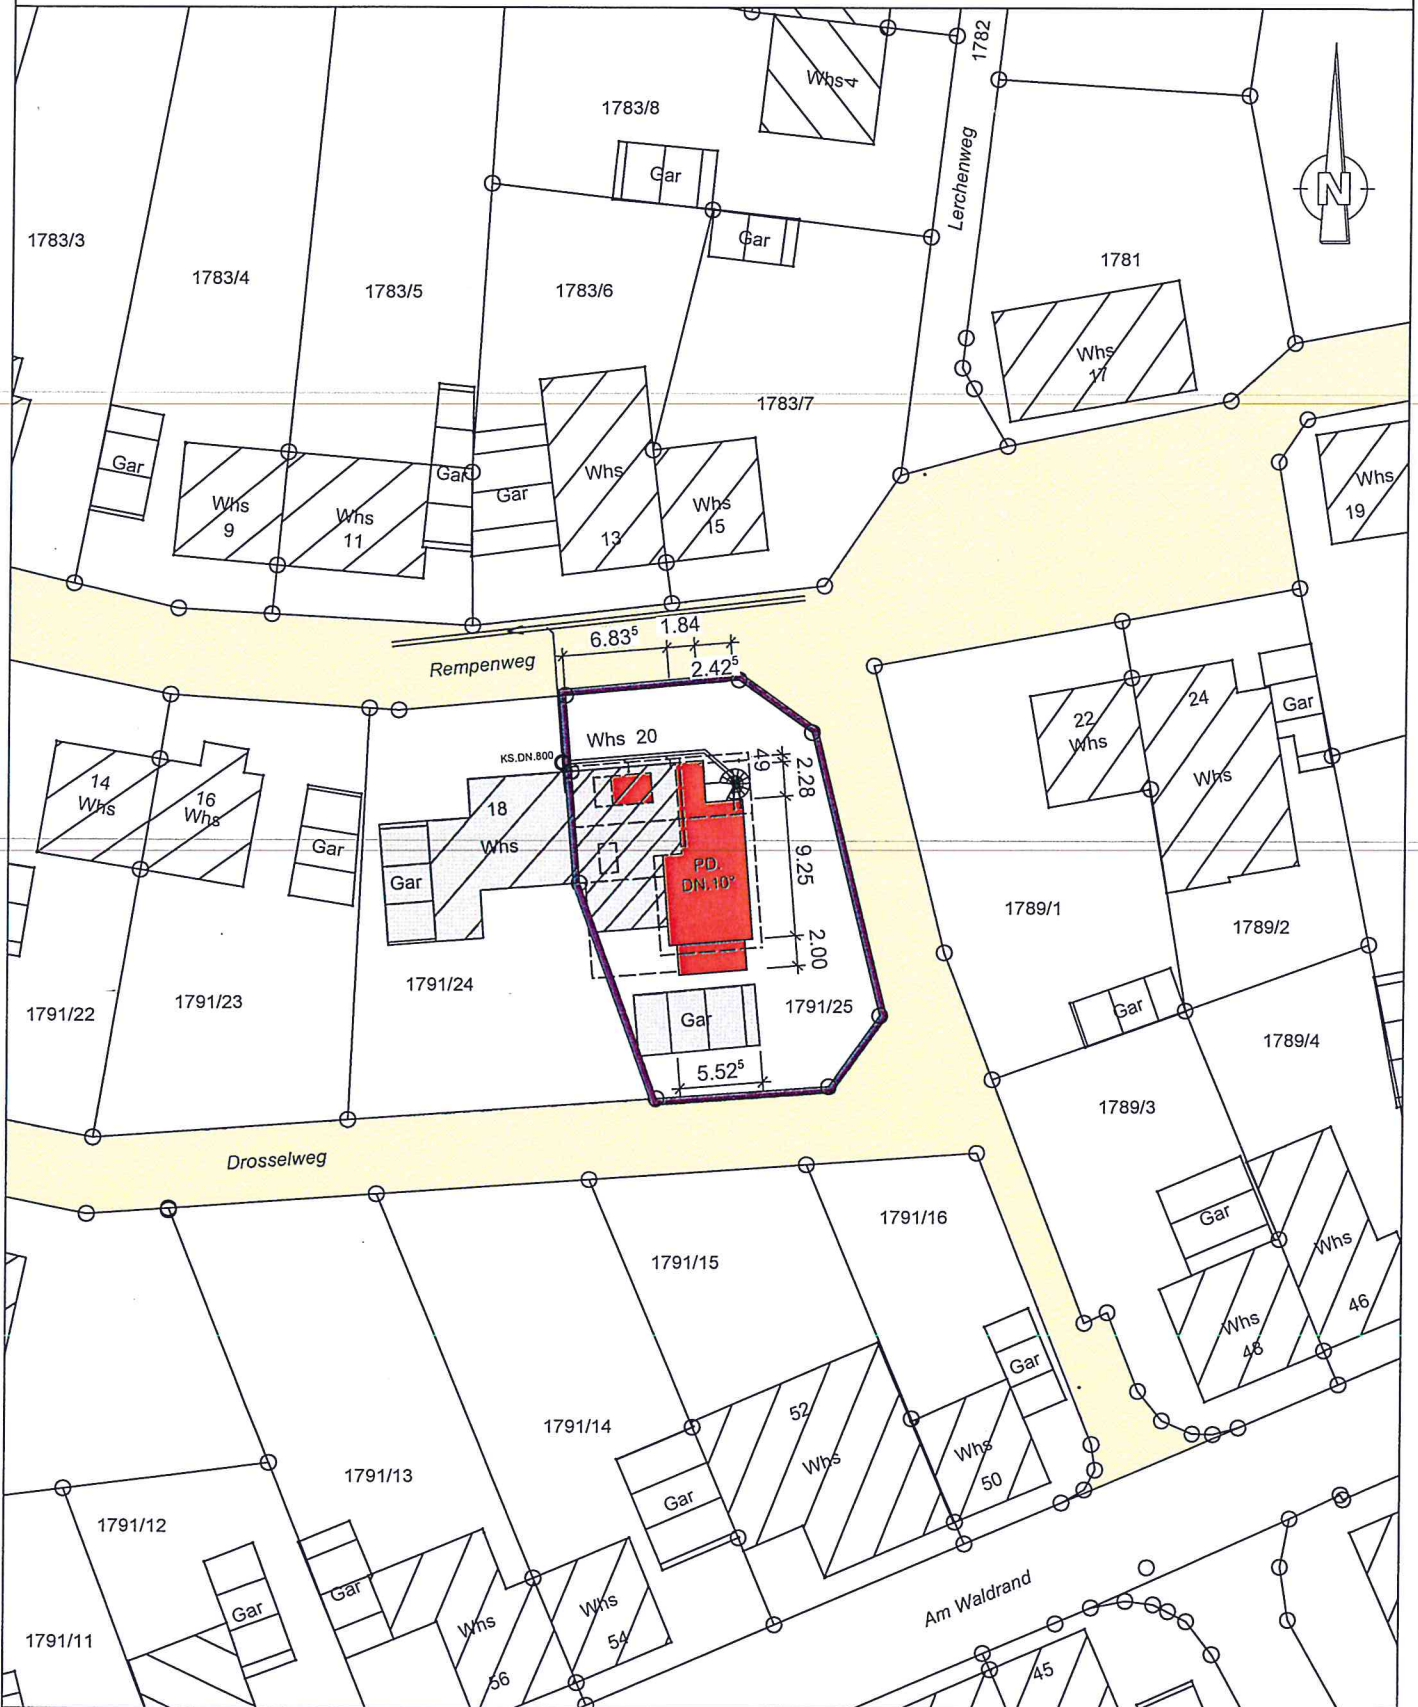 1782
Whs 4
1783/8
Gar
Lerchenweg
N
Gar
1783/3
1783/4
1783/5
1783/6
1781
Whs
17
1783/7
Gar
Whs
9
Whs
11
Gar
Gar
Whs
13
Whs
15
Whs
19
6.83⁵
1.84
2.42⁵
Rempenweg
KS.DN.800
Whs 20
49
2.28
9.25
2.00
14
Whs
16
Whs
Gar
18
Whs
Gar
PD.
DN.10°
22
Whs
24
Whs
Gar
1791/22
1791/23
1791/24
1791/25
Gar
5.52⁵
1789/1
1789/2
Gar
1789/4
1789/3
Drosselweg
1791/16
1791/15
Gar
Whs
46
Whs
48
Gar
52
Whs
Whs
50
1791/14
1791/13
Gar
1791/12
Gar
Gar
Whs
56
Whs
54
1791/11
Am Waldrand
45